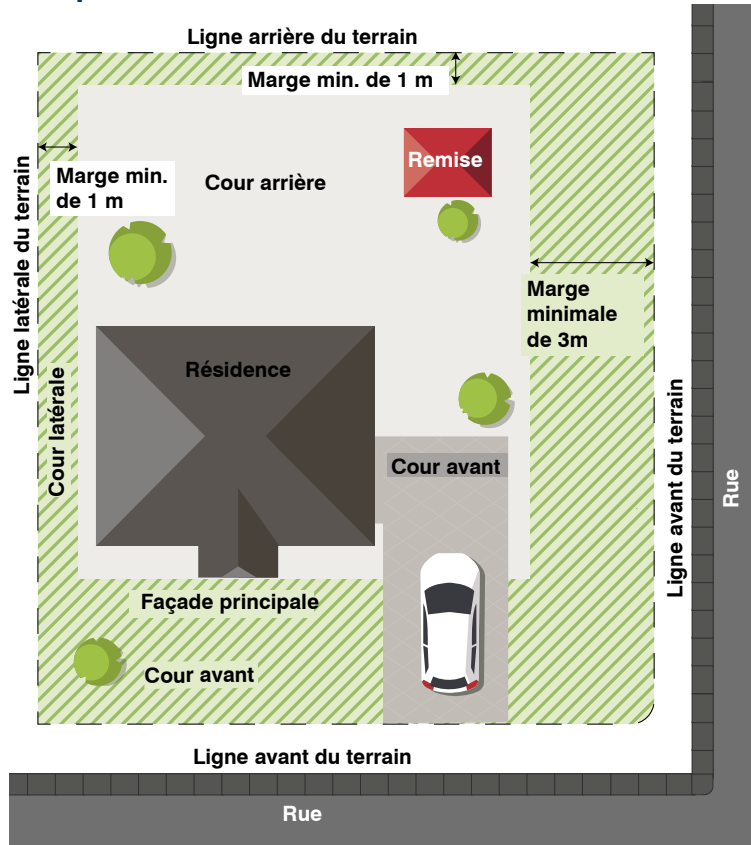 Ligne arrière du terrain
Marge min. de 1 m
Remise
Marge min.
de 1 m
Cour arrière
Ligne latérale du terrain
Marge
minimale
de 3m
Résidence
Cour latérale
Cour avant
Ligne avant du terrain
Rue
Façade principale
Cour avant
Ligne avant du terrain
Rue